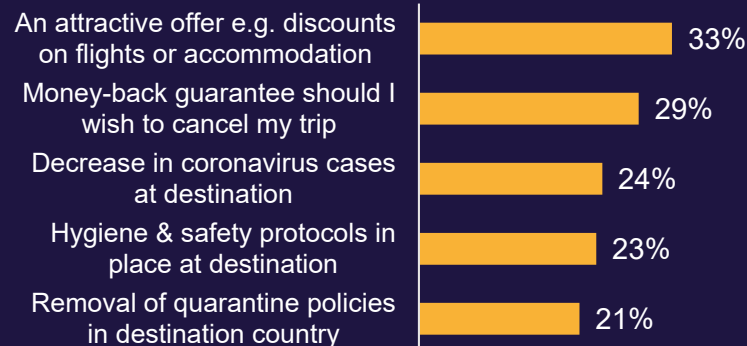 An attractive offer e.g. discounts
on flights or accommodation
33%
Money-back guarantee should I
wish to cancel my trip
29%
Decrease in coronavirus cases
at destination
24%
Hygiene & safety protocols in
place at destination
23%
Removal of quarantine policies
in destination country
21%